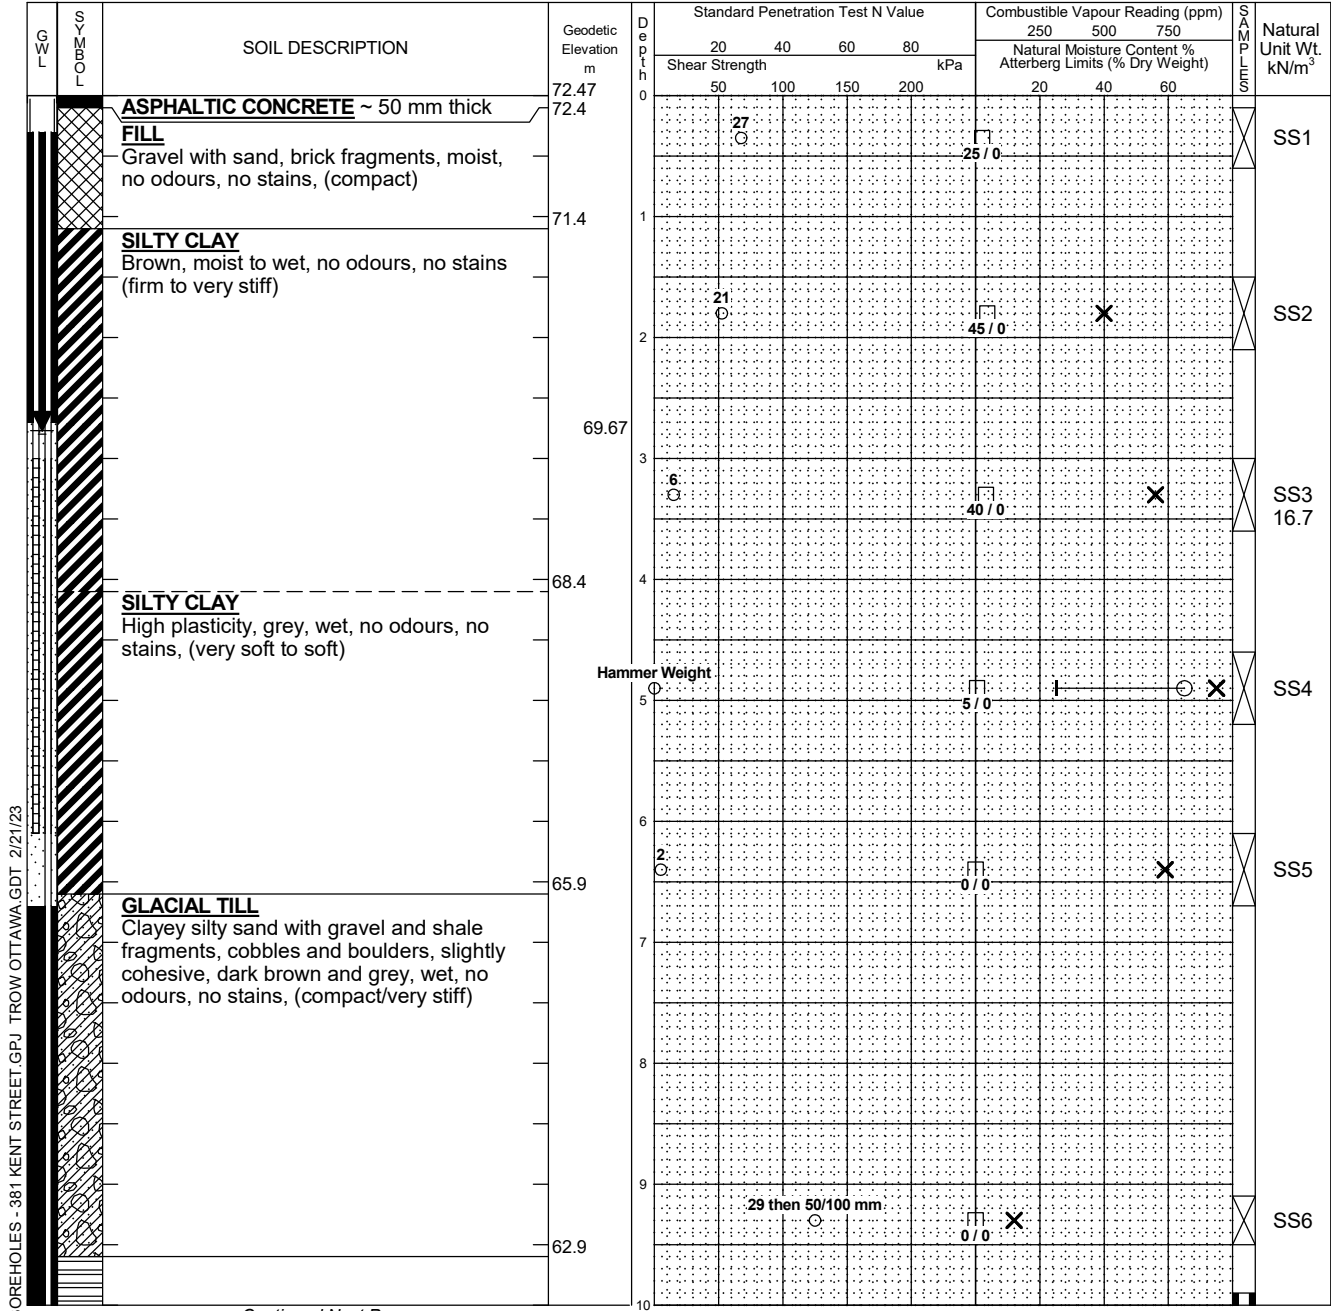 GWL
SYMBOL
SOIL DESCRIPTION
Geodetic
Elevation
m
Depth
Standard Penetration Test N Value
20 40 60 80
Shear Strength kPa
50 100 150 200
Combustible Vapour Reading (ppm)
250 500 750
Natural Moisture Content %
Atterberg Limits (% Dry Weight)
20 40 60
SAMPLES
Natural
Unit Wt.
kN/m³
72.47
0
ASPHALTIC CONCRETE ~ 50 mm thick
72.4
FILL
Gravel with sand, brick fragments, moist,
no odours, no stains, (compact)
27
25 / 0
SS1
71.4
1
SILTY CLAY
Brown, moist to wet, no odours, no stains
(firm to very stiff)
21
45 / 0
SS2
2
69.67
3
6
40 / 0
SS3
16.7
68.4
4
SILTY CLAY
High plasticity, grey, wet, no odours, no
stains, (very soft to soft)
Hammer Weight
5 / 0
SS4
5
6
2
0 / 0
SS5
65.9
GLACIAL TILL
Clayey silty sand with gravel and shale
fragments, cobbles and boulders, slightly
cohesive, dark brown and grey, wet, no
odours, no stains, (compact/very stiff)
7
8
9
29 then 50/100 mm
0 / 0
SS6
62.9
10
OREHOLES - 381 KENT STREET.GPJ TROW OTTAWA.GDT 2/21/23